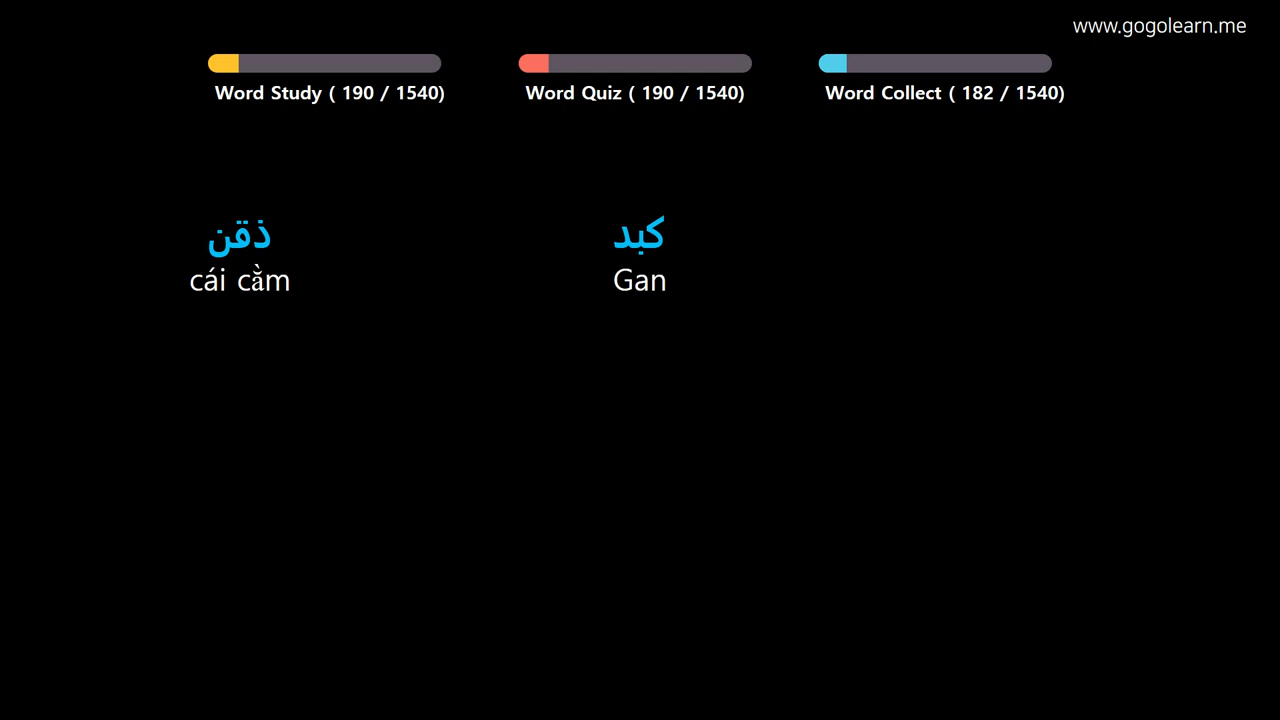 www.gogolearn.me
Word Study ( 190 / 1540)
Word Quiz ( 190 / 1540)
Word Collect ( 182 / 1540)
ذقن
كبد
cái cằm
Gan